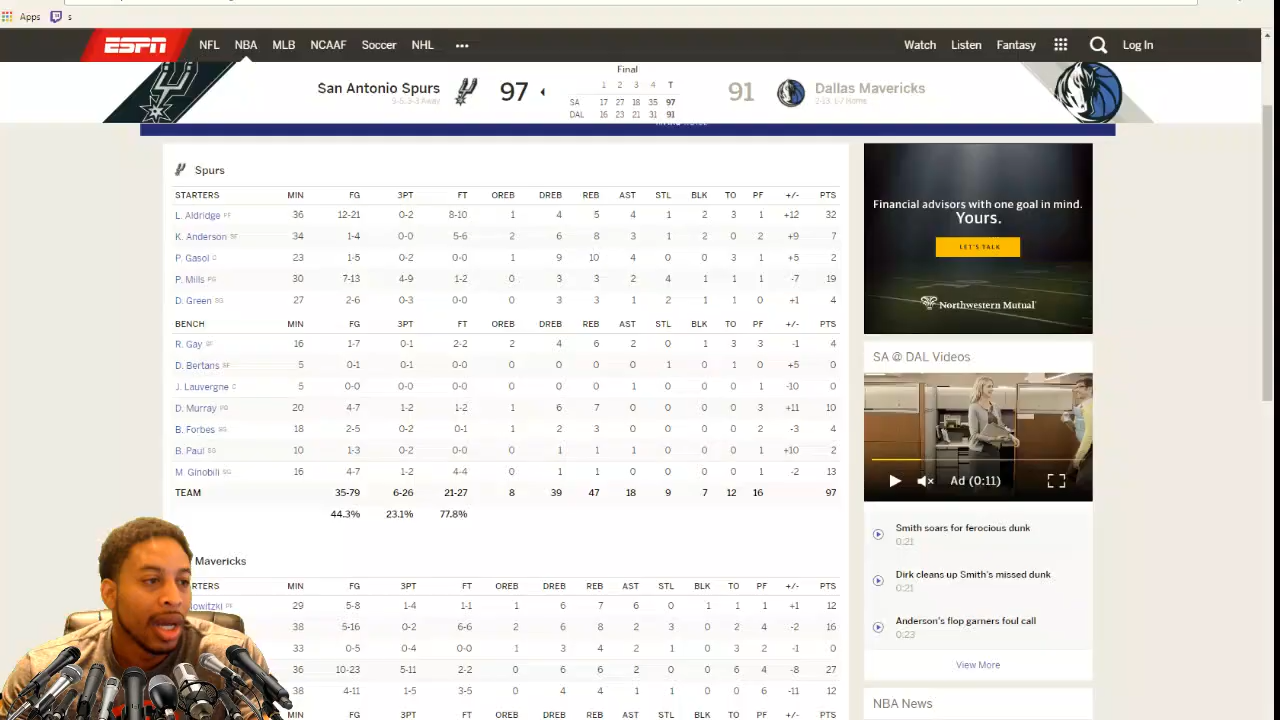 Apps s
ESPN NFL NBA MLB NCAAF Soccer NHL ••• Watch Listen Fantasy Log In
Final
San Antonio Spurs 97 91 Dallas Mavericks
1 2 3 4 T
SA 17 27 18 35 97
DAL 16 23 21 31 91
Spurs
STARTERS MIN FG 3PT FT OREB DREB REB AST STL BLK TO PF +/- PTS
L. Aldridge PF 36 12-21 0-2 8-10 1 4 5 4 1 2 3 1 +12 32
K. Anderson SF 34 1-4 0-0 5-6 2 6 8 3 1 2 0 2 +9 7
P. Gasol C 23 1-5 0-2 0-0 1 9 10 4 0 0 3 1 +5 2
P. Mills PG 30 7-13 4-9 1-2 0 3 3 2 4 1 1 1 -7 19
D. Green SG 27 2-6 0-3 0-0 0 3 3 1 2 1 1 0 +1 4
BENCH MIN FG 3PT FT OREB DREB REB AST STL BLK TO PF +/- PTS
R. Gay SF 16 1-7 0-1 2-2 2 4 6 2 0 1 3 3 -1 4
D. Bertans SF 5 0-1 0-1 0-0 0 0 0 0 1 0 1 0 +5 0
J. Lauvergne C 5 0-0 0-0 0-0 0 0 0 1 0 0 0 1 -10 0
D. Murray PG 20 4-7 1-2 1-2 1 6 7 0 0 0 0 3 +11 10
B. Forbes SG 18 2-5 0-2 0-1 1 2 3 0 0 0 0 2 -3 4
B. Paul SG 10 1-3 0-2 0-0 0 1 1 1 0 0 0 1 +10 2
M. Ginobili SG 16 4-7 1-2 4-4 0 1 1 0 0 0 0 1 -2 13
TEAM 35-79 6-26 21-27 8 39 47 18 9 7 12 16 97
44.3% 23.1% 77.8%
Mavericks
MIN FG 3PT FT OREB DREB REB AST STL BLK TO PF +/- PTS
29 5-8 1-4 1-1 1 6 7 6 0 1 1 1 +1 12
38 5-16 0-2 6-6 2 6 8 2 3 0 2 4 -2 16
33 0-5 0-4 0-0 1 3 4 2 1 0 3 2 -1 0
36 10-23 5-11 2-2 0 6 6 2 0 0 6 4 -8 27
38 4-11 1-5 3-5 0 4 4 1 1 0 0 6 -11 12
MIN FG 3PT FT OREB DREB REB AST STL BLK TO PF +/- PTS
Financial advisors with one goal in mind.
Yours.
LET'S TALK
Northwestern Mutual
SA @ DAL Videos
Ad (0:11)
Smith soars for ferocious dunk
0:21
Dirk cleans up Smith's missed dunk
0:21
Anderson's flop garners foul call
0:23
View More
NBA News